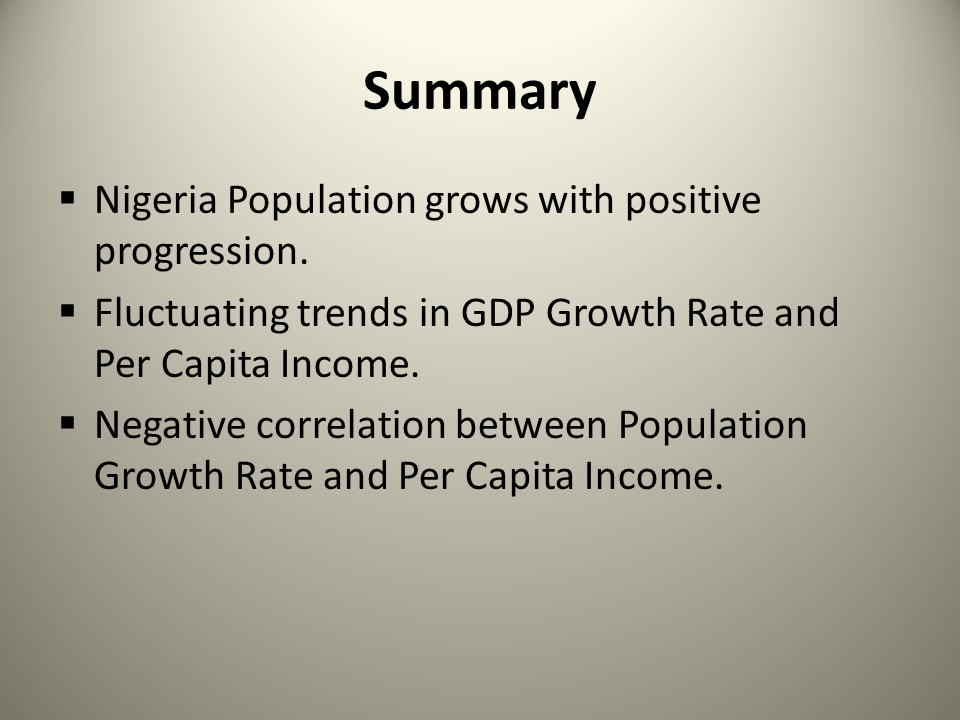 Summary
▪ Nigeria Population grows with positive
progression.
▪ Fluctuating trends in GDP Growth Rate and
Per Capita Income.
▪ Negative correlation between Population
Growth Rate and Per Capita Income.